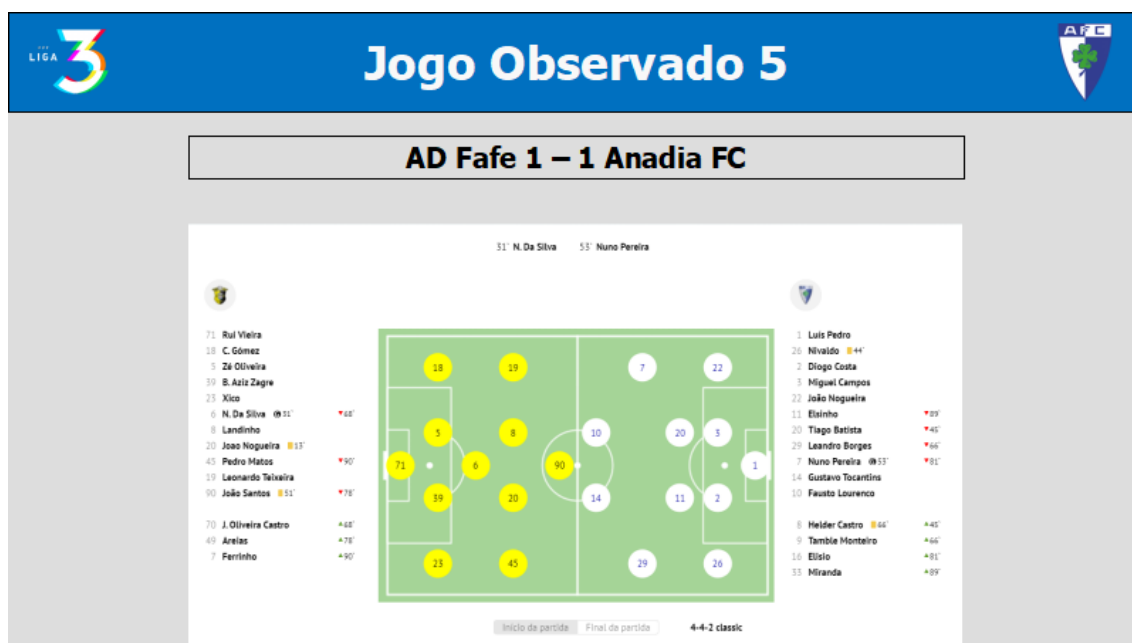 LIGA 3
Jogo Observado 5
AFC
AD Fafe 1 – 1 Anadia FC
31' N. Da Silva 53' Nuno Pereira
71 Rui Vieira
18 C. Gómez
5 Zé Oliveira
39 B. Aziz Zagre
23 Xico
6 N. Da Silva 31' 68'
8 Landinho
20 Joao Nogueira 53'
45 Pedro Matos 90'
19 Leonardo Teixeira
90 João Santos 51' 78'
70 J. Oliveira Castro 68'
49 Areias 78'
7 Ferrinho 90'
18 19 7 22
5 8 10 20 3
71 6 90 1
39 20 14 11 2
23 45 29 26
1 Luís Pedro
26 Nivaldo 44'
2 Diogo Costa
3 Miguel Campos
22 João Nogueira
11 Elsinho 89'
20 Tiago Batista 45'
29 Leandro Borges 66'
7 Nuno Pereira 53' 81'
14 Gustavo Tocantins
10 Fausto Lourenco
8 Helder Castro 66' 45'
9 Tamble Monteiro 66'
16 Elisio 81'
33 Miranda 89'
Início da partida Final da partida 4-4-2 classic